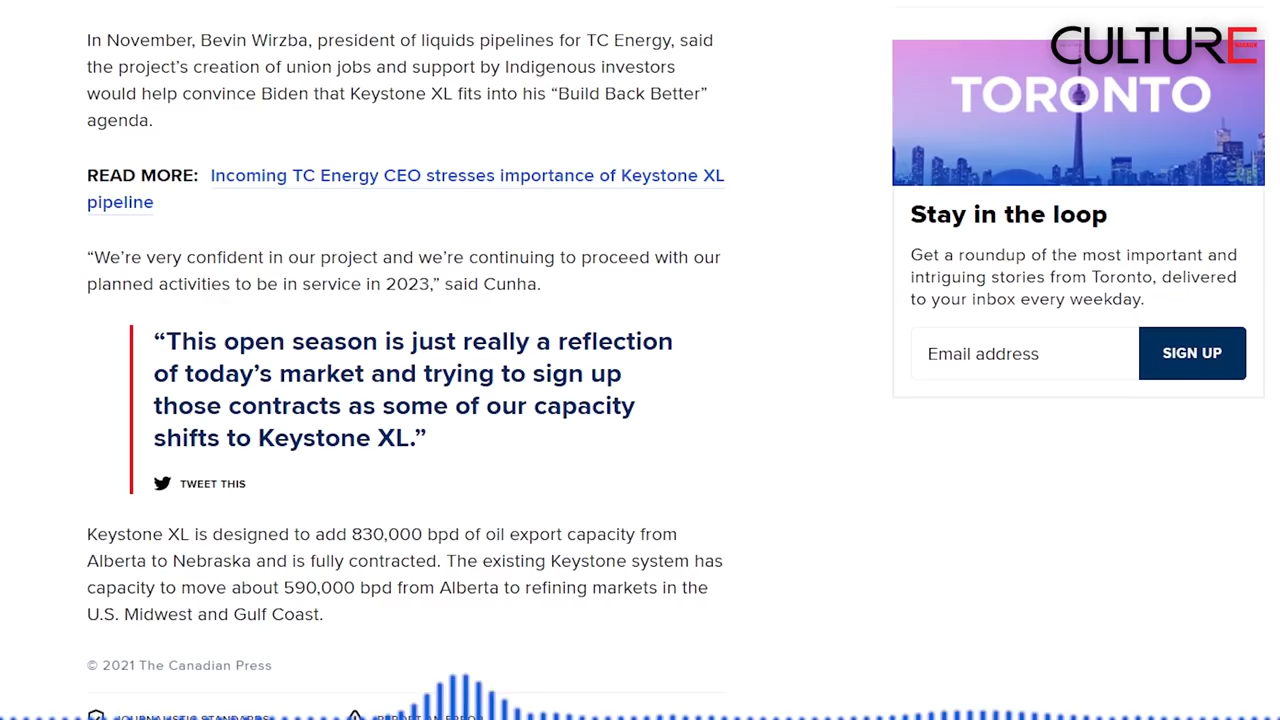 In November, Bevin Wirzba, president of liquids pipelines for TC Energy, said
the project’s creation of union jobs and support by Indigenous investors
would help convince Biden that Keystone XL fits into his “Build Back Better”
agenda.
READ MORE: Incoming TC Energy CEO stresses importance of Keystone XL
pipeline
“We’re very confident in our project and we’re continuing to proceed with our
planned activities to be in service in 2023,” said Cunha.
“This open season is just really a reflection
of today’s market and trying to sign up
those contracts as some of our capacity
shifts to Keystone XL.”
TWEET THIS
Keystone XL is designed to add 830,000 bpd of oil export capacity from
Alberta to Nebraska and is fully contracted. The existing Keystone system has
capacity to move about 590,000 bpd from Alberta to refining markets in the
U.S. Midwest and Gulf Coast.
© 2021 The Canadian Press
JOURNALISTIC STANDARDS REPORT AN ERROR
CULTURE
TORONTO
Stay in the loop
Get a roundup of the most important and
intriguing stories from Toronto, delivered
to your inbox every weekday.
Email address SIGN UP